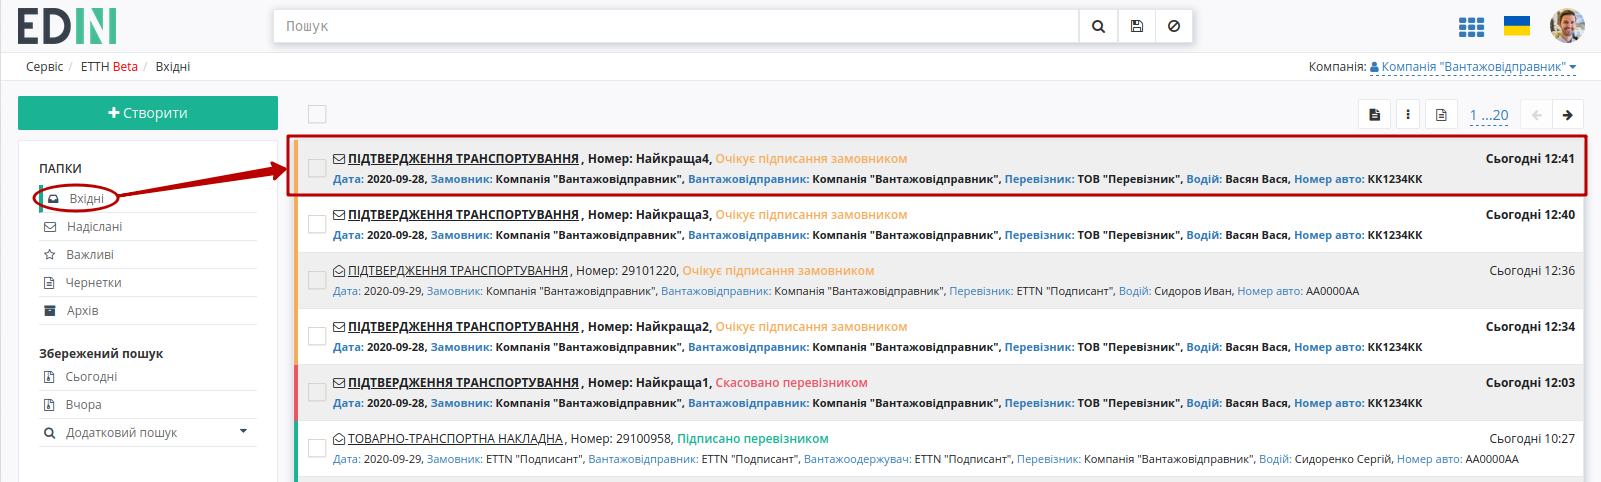 EDIN
Пошук
Сервіс / ЕТТН Beta / Вхідні
Компанія: Компанія "Вантажовідправник"
Створити
1 ...20
ПАПКИ
Вхідні
Надіслані
Важливі
Чернетки
Архів
Збережений пошук
Сьогодні
Вчора
Додатковий пошук
ПІДТВЕРДЖЕННЯ ТРАНСПОРТУВАННЯ, Номер: Найкраща4, Очікує підписання замовником Сьогодні 12:41
Дата: 2020-09-28, Замовник: Компанія "Вантажовідправник", Вантажовідправник: Компанія "Вантажовідправник", Перевізник: ТОВ "Перевізник", Водій: Васян Вася, Номер авто: КК1234КК
ПІДТВЕРДЖЕННЯ ТРАНСПОРТУВАННЯ, Номер: Найкраща3, Очікує підписання замовником Сьогодні 12:40
Дата: 2020-09-28, Замовник: Компанія "Вантажовідправник", Вантажовідправник: Компанія "Вантажовідправник", Перевізник: ТОВ "Перевізник", Водій: Васян Вася, Номер авто: КК1234КК
ПІДТВЕРДЖЕННЯ ТРАНСПОРТУВАННЯ, Номер: 29101220, Очікує підписання замовником Сьогодні 12:36
Дата: 2020-09-29, Замовник: Компанія "Вантажовідправник", Вантажовідправник: Компанія "Вантажовідправник", Перевізник: ETTN "Подписант", Водій: Сидоров Иван, Номер авто: АА0000АА
ПІДТВЕРДЖЕННЯ ТРАНСПОРТУВАННЯ, Номер: Найкраща2, Очікує підписання замовником Сьогодні 12:34
Дата: 2020-09-28, Замовник: Компанія "Вантажовідправник", Вантажовідправник: Компанія "Вантажовідправник", Перевізник: ТОВ "Перевізник", Водій: Васян Вася, Номер авто: КК1234КК
ПІДТВЕРДЖЕННЯ ТРАНСПОРТУВАННЯ, Номер: Найкраща1, Скасовано перевізником Сьогодні 12:03
Дата: 2020-09-28, Замовник: Компанія "Вантажовідправник", Вантажовідправник: Компанія "Вантажовідправник", Перевізник: ТОВ "Перевізник", Водій: Васян Вася, Номер авто: КК1234КК
ТОВАРНО-ТРАНСПОРТНА НАКЛАДНА, Номер: 29100958, Підписано перевізником Сьогодні 10:27
Дата: 2020-09-29, Замовник: ETTN "Подписант", Вантажовідправник: ETTN "Подписант", Вантажоодержувач: ETTN "Подписант", Перевізник: Компанія "Вантажовідправник", Водій: Сидоренко Сергій, Номер авто: АА0000АА